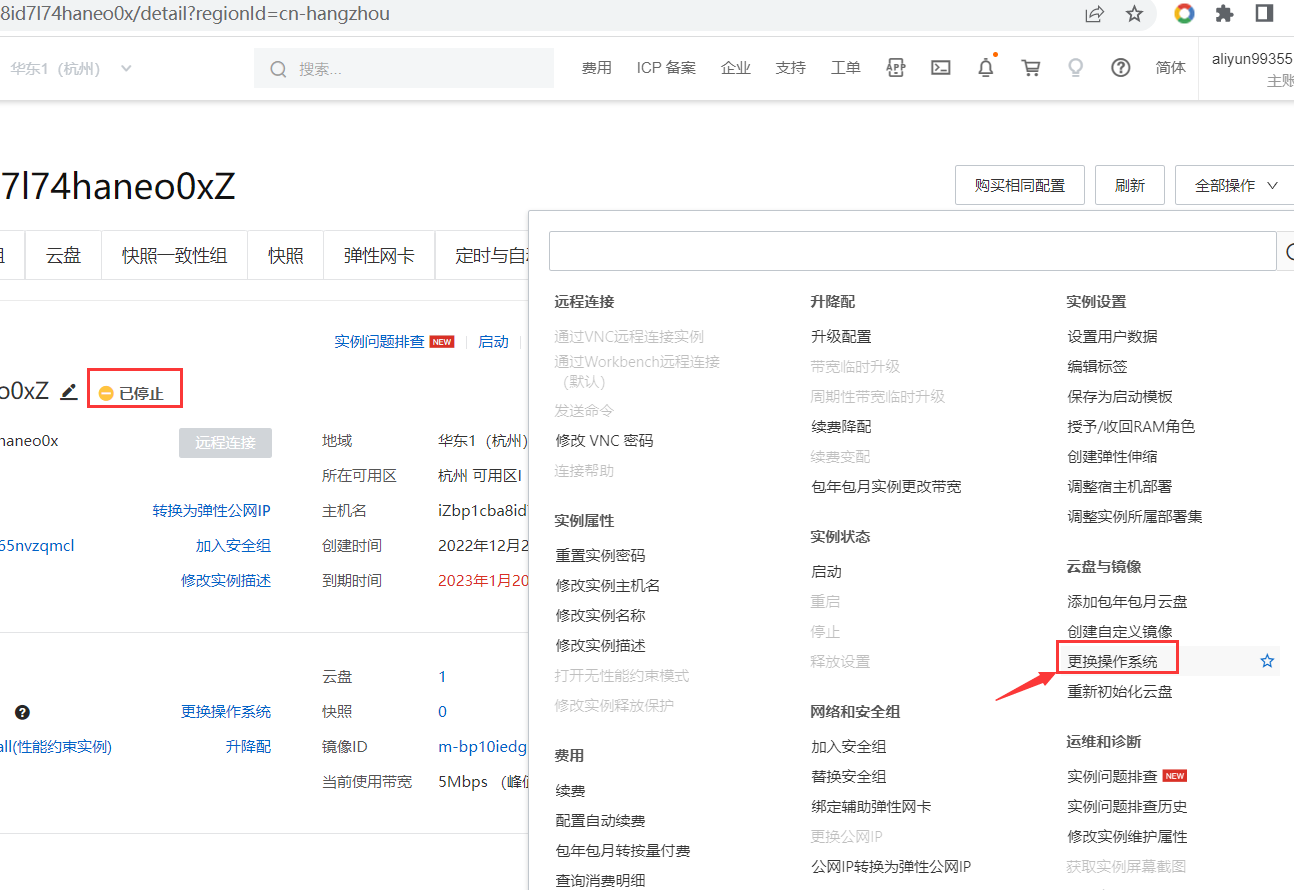 8id7l74haneo0x/detail?regionId=cn-hangzhou
华东1（杭州）
搜索...
费用
ICP 备案
企业
支持
工单
APP
简体
aliyun99355
主账
7l74haneo0xZ
购买相同配置
刷新
全部操作
组
云盘
快照一致性组
快照
弹性网卡
定时与自动
实例问题排查 NEW
启动
o0xZ
已停止
haneo0x
远程连接
地域
华东1（杭州）
所在可用区
杭州 可用区I
转换为弹性公网IP
主机名
iZbp1cba8id
65nvzqmcl
加入安全组
创建时间
2022年12月2
修改实例描述
到期时间
2023年1月20
云盘
1
更换操作系统
快照
0
all(性能约束实例)
升降配
镜像ID
m-bp10iedg
当前使用带宽
5Mbps （峰值
远程连接
通过VNC远程连接实例
通过Workbench远程连接
（默认）
发送命令
修改 VNC 密码
连接帮助
实例属性
重置实例密码
修改实例主机名
修改实例名称
修改实例描述
打开无性能约束模式
修改实例释放保护
费用
续费
配置自动续费
包年包月转按量付费
查询消费明细
升降配
升级配置
带宽临时升级
周期性带宽临时升级
续费降配
续费变配
包年包月实例更改带宽
实例状态
启动
重启
停止
释放设置
网络和安全组
加入安全组
替换安全组
绑定辅助弹性网卡
更换公网IP
公网IP转换为弹性公网IP
实例设置
设置用户数据
编辑标签
保存为启动模板
授予/收回RAM角色
创建弹性伸缩
调整宿主机部署
调整实例所属部署集
云盘与镜像
添加包年包月云盘
创建自定义镜像
更换操作系统
重新初始化云盘
运维和诊断
实例问题排查 NEW
实例问题排查历史
修改实例维护属性
获取实例屏幕截图